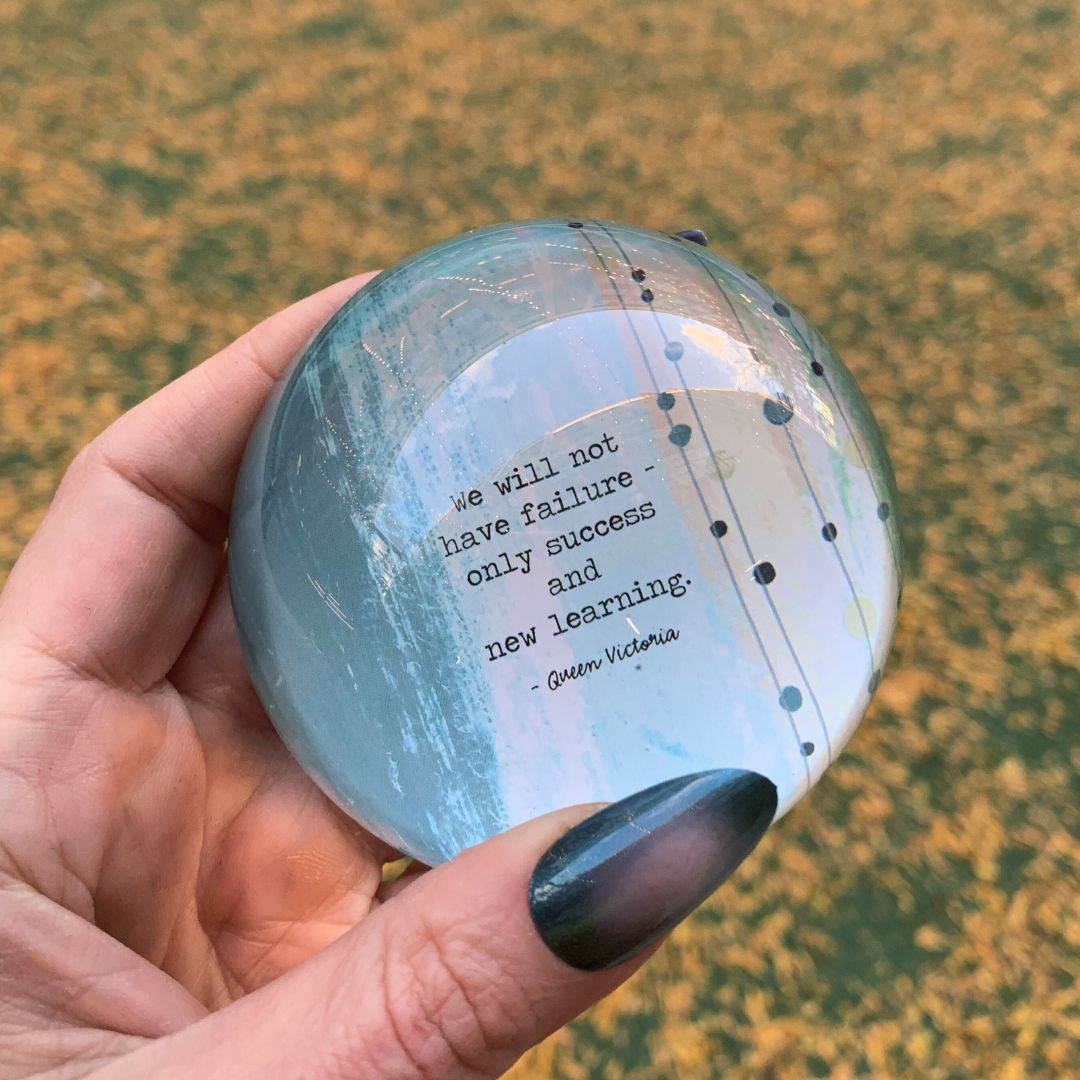 We will not
have failure -
only success
and
new learning.
- Queen Victoria